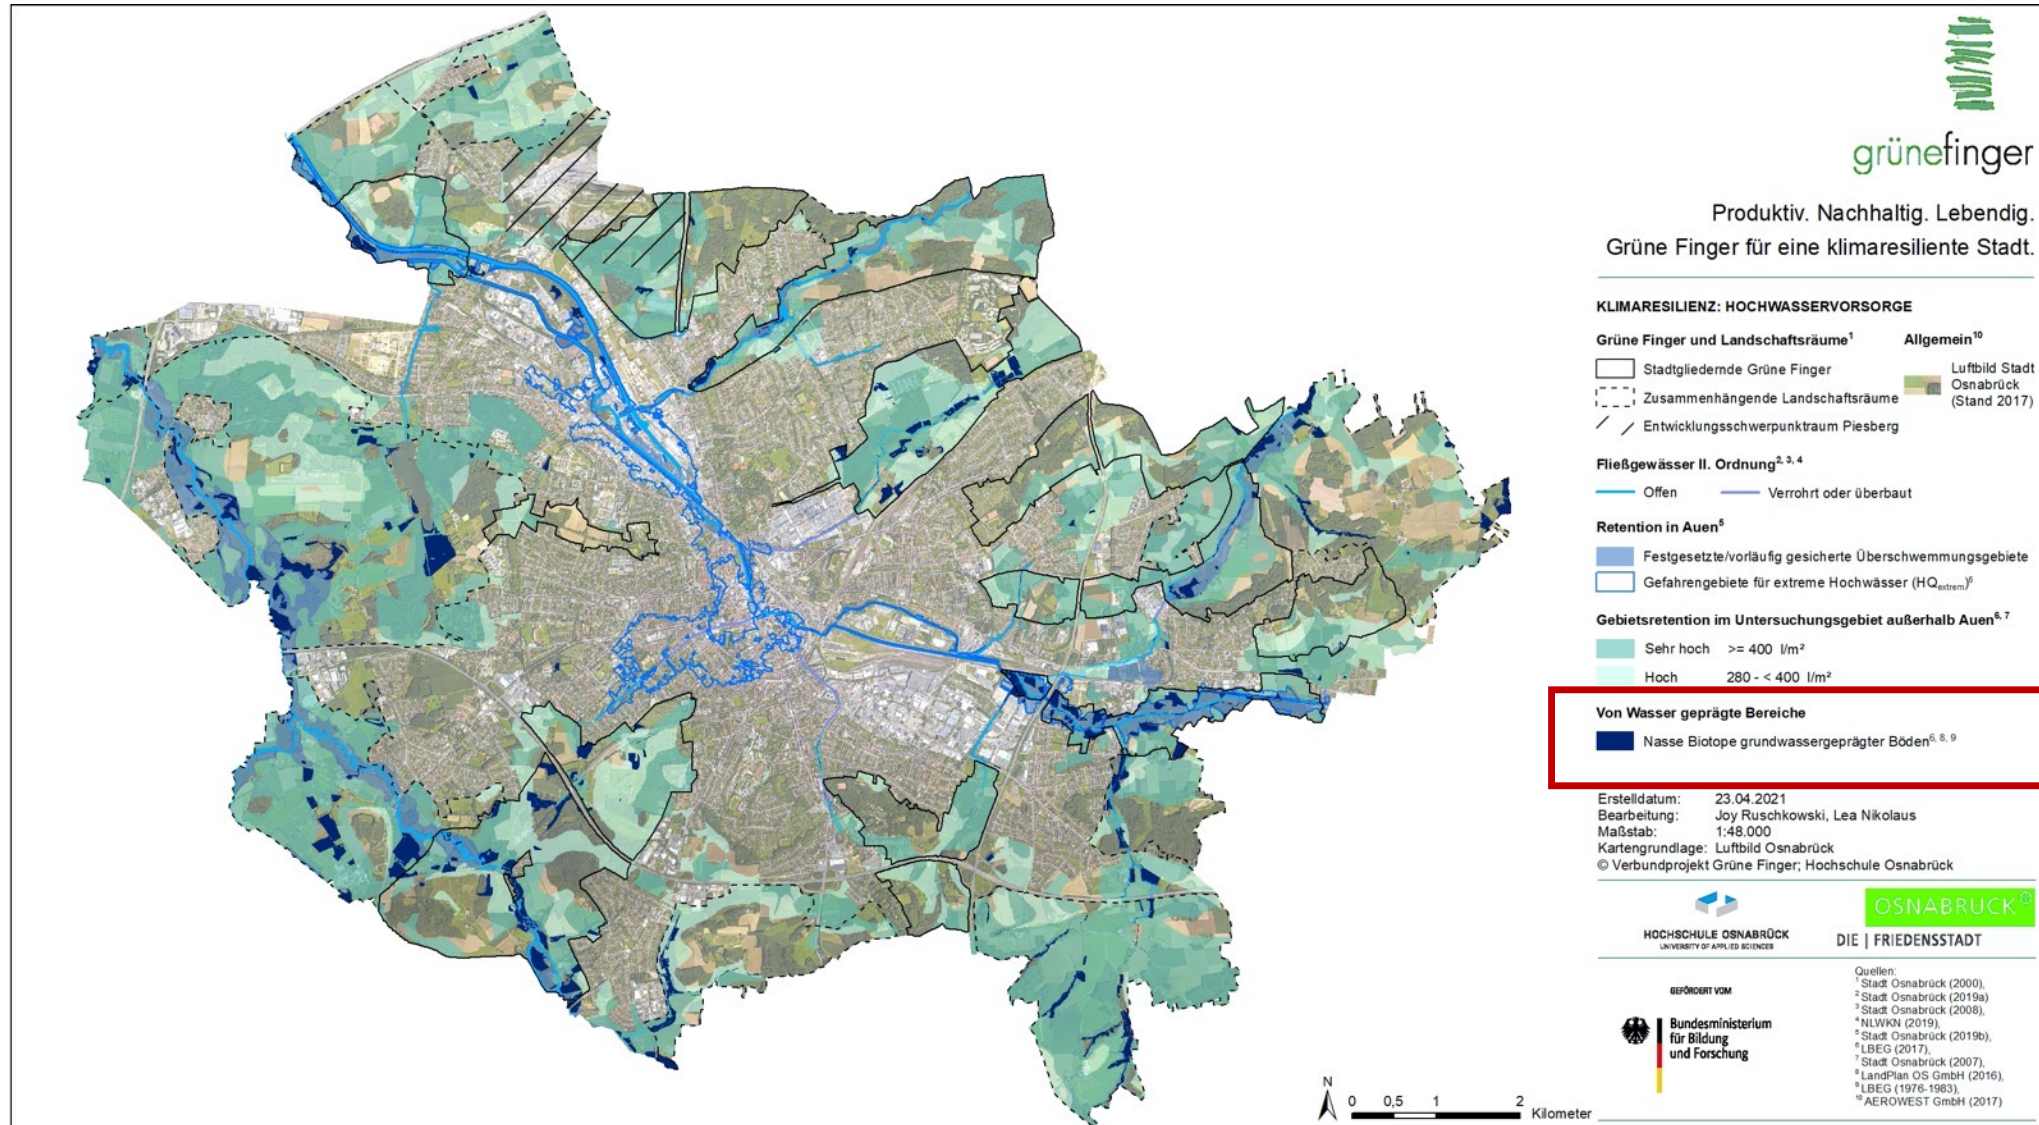 grünefinger
Produktiv. Nachhaltig. Lebendig.
Grüne Finger für eine klimaresiliente Stadt.
KLIMARESILIENZ: HOCHWASSERVORSORGE
Grüne Finger und Landschaftsräume¹
Stadtgliedernde Grüne Finger
Zusammenhängende Landschaftsräume
Entwicklungsschwerpunktraum Piesberg
Allgemein¹⁰
Luftbild Stadt
Osnabrück
(Stand 2017)
Fließgewässer II. Ordnung²˒ ³˒ ⁴
Offen
Verrohrt oder überbaut
Retention in Auen⁵
Festgesetzte/vorläufig gesicherte Überschwemmungsgebiete
Gefahrengebiete für extreme Hochwässer (HQextrem)⁶
Gebietsretention im Untersuchungsgebiet außerhalb Auen⁶˒ ⁷
Sehr hoch >= 400 l/m²
Hoch 280 - < 400 l/m²
Von Wasser geprägte Bereiche
Nasse Biotope grundwassergeprägter Böden⁶˒ ⁸˒ ⁹
Erstelldatum: 23.04.2021
Bearbeitung: Joy Ruschkowski, Lea Nikolaus
Maßstab: 1:48.000
Kartengrundlage: Luftbild Osnabrück
© Verbundprojekt Grüne Finger; Hochschule Osnabrück
HOCHSCHULE OSNABRÜCK
UNIVERSITY OF APPLIED SCIENCES
OSNABRÜCK
DIE | FRIEDENSSTADT
GEFÖRDERT VOM
Bundesministerium
für Bildung
und Forschung
Quellen:
¹ Stadt Osnabrück (2000),
² Stadt Osnabrück (2019a)
³ Stadt Osnabrück (2008),
⁴ NLWKN (2019),
⁵ Stadt Osnabrück (2019b),
⁶ LBEG (2017),
⁷ Stadt Osnabrück (2007),
⁸ LandPlan OS GmbH (2016),
⁹ LBEG (1976-1983),
¹⁰ AEROWEST GmbH (2017)
N
0 0,5 1 2
Kilometer